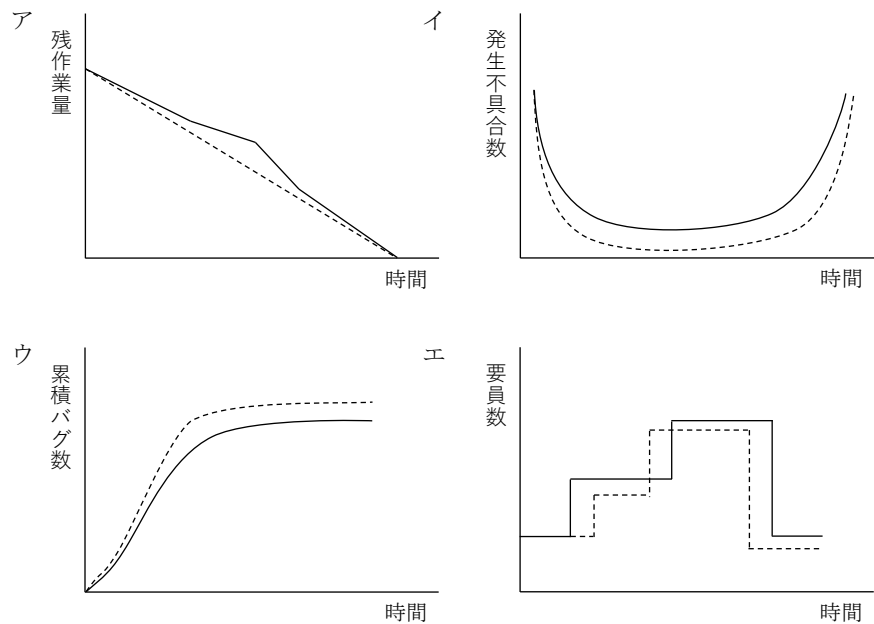 ア
残作業量
時間
イ
発生不具合数
時間
ウ
累積バグ数
時間
エ
要員数
時間